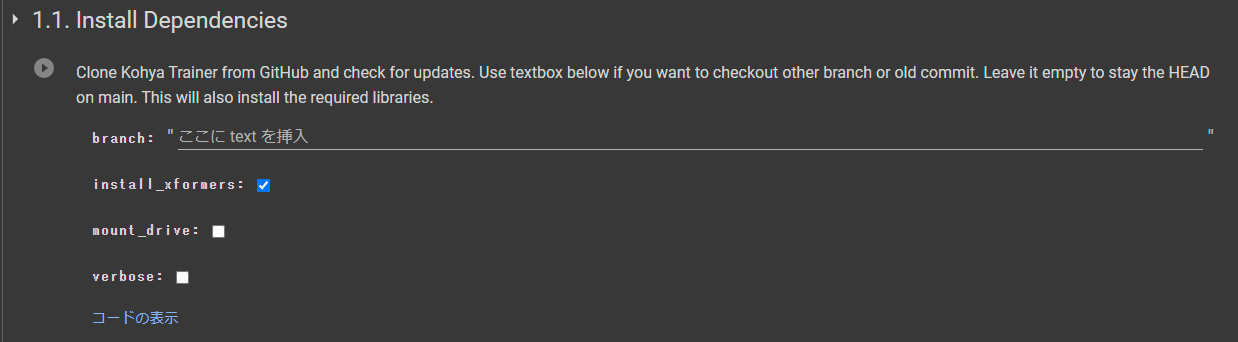 1.1. Install Dependencies
Clone Kohya Trainer from GitHub and check for updates. Use textbox below if you want to checkout other branch or old commit. Leave it empty to stay the HEAD
on main. This will also install the required libraries.
branch: " ここに text を挿入 "
install_xformers:
mount_drive:
verbose:
コードの表示